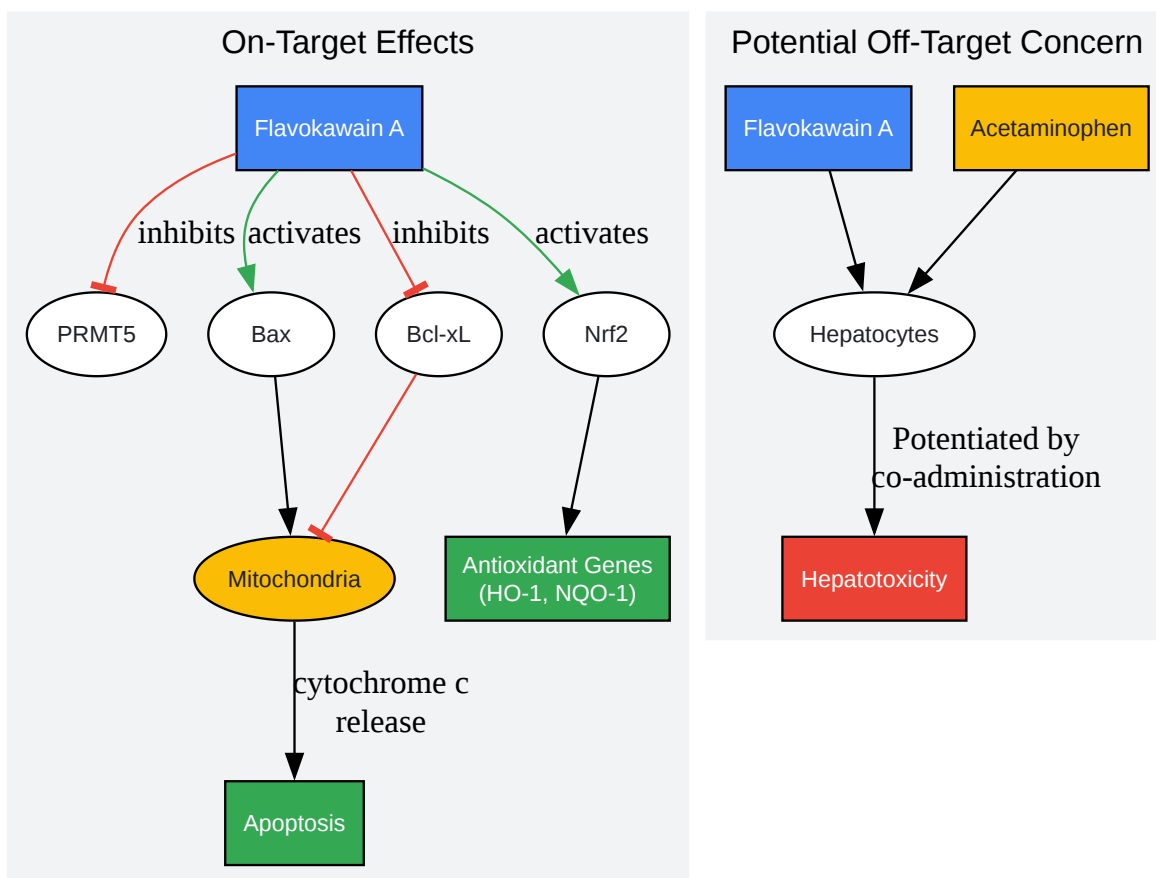 On-Target Effects
Flavokawain A
inhibits
activates
inhibits
activates
PRMT5
Bax
Bcl-xL
Nrf2
Mitochondria
Antioxidant Genes
(HO-1, NQO-1)
cytochrome c
release
Apoptosis
Potential Off-Target Concern
Flavokawain A
Acetaminophen
Hepatocytes
Potentiated by
co-administration
Hepatotoxicity